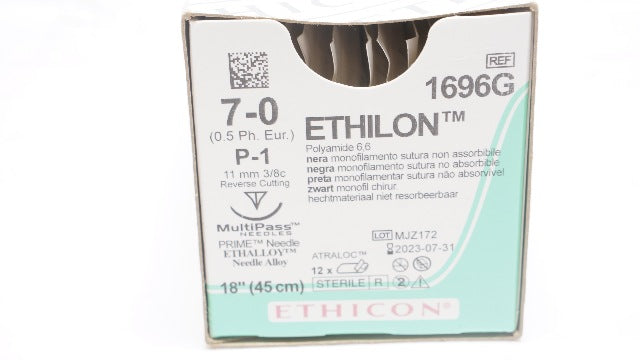 REF
1696G
7-0
(0.5 Ph. Eur.)
P-1
11 mm 3/8c
Reverse Cutting
MultiPass™
NEEDLES
PRIME™ Needle
ETHALLOY™
Needle Alloy
18" (45 cm)
ETHILON™
Polyamide 6,6
nera monofilamento sutura non assorbibile
negra monofilamento sutura no absorbible
preta monofilamentar sutura não absorvível
zwart monofil chirur.
hechtmateriaal niet resorbeerbaar
LOT MJZ172
2023-07-31
ATRALOC™
12 x
STERILE R 2
ETHICON®